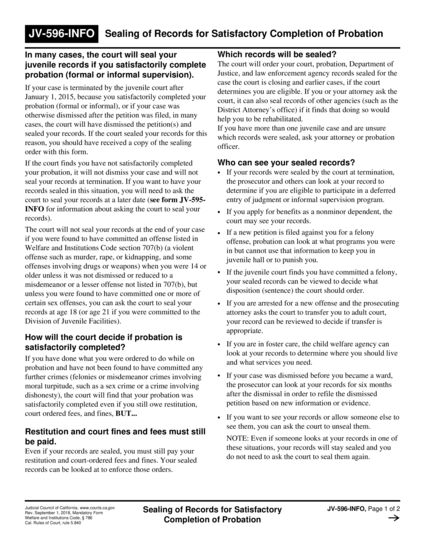 JV-596-INFO Sealing of Records for Satisfactory Completion of Probation
In many cases, the court will seal your
juvenile records if you satisfactorily complete
probation (formal or informal supervision).
If your case is terminated by the juvenile court after
January 1, 2015, because you satisfactorily completed your
probation (formal or informal), or if your case was
otherwise dismissed after the petition was filed, in many
cases, the court will have dismissed the petition(s) and
sealed your records. If the court sealed your records for this
reason, you should have received a copy of the sealing
order with this form.
If the court finds you have not satisfactorily completed
your probation, it will not dismiss your case and will not
seal your records at termination. If you want to have your
records sealed in this situation, you will need to ask the
court to seal your records at a later date (see form JV-595-
INFO for information about asking the court to seal your
records).
The court will not seal your records at the end of your case
if you were found to have committed an offense listed in
Welfare and Institutions Code section 707(b) (a violent
offense such as murder, rape, or kidnapping, and some
offenses involving drugs or weapons) when you were 14 or
older unless it was not dismissed or reduced to a
misdemeanor or a lesser offense not listed in 707(b), but
unless you were found to have committed one or more of
certain sex offenses, you can ask the court to seal your
records at age 18 (or age 21 if you were committed to the
Division of Juvenile Facilities).
How will the court decide if probation is
satisfactorily completed?
If you have done what you were ordered to do while on
probation and have not been found to have committed any
further crimes (felonies or misdemeanor crimes involving
moral turpitude, such as a sex crime or a crime involving
dishonesty), the court will find that your probation was
satisfactorily completed even if you still owe restitution,
court ordered fees, and fines, BUT...
Restitution and court fines and fees must still
be paid.
Even if your records are sealed, you must still pay your
restitution and court-ordered fees and fines. Your sealed
records can be looked at to enforce those orders.
Which records will be sealed?
The court will order your court, probation, Department of
Justice, and law enforcement agency records sealed for the
case the court is closing and earlier cases, if the court
determines you are eligible. If you or your attorney ask the
court, it can also seal records of other agencies (such as the
District Attorney's office) if it finds that doing so would
help you to be rehabilitated.
If you have more than one juvenile case and are unsure
which records were sealed, ask your attorney or probation
officer.
Who can see your sealed records?
• If your records were sealed by the court at termination,
the prosecutor and others can look at your record to
determine if you are eligible to participate in a deferred
entry of judgment or informal supervision program.
• If you apply for benefits as a nonminor dependent, the
court may see your records.
• If a new petition is filed against you for a felony
offense, probation can look at what programs you were
in but cannot use that information to keep you in
juvenile hall or to punish you.
• If the juvenile court finds you have committed a felony,
your sealed records can be viewed to decide what
disposition (sentence) the court should order.
• If you are arrested for a new offense and the prosecuting
attorney asks the court to transfer you to adult court,
your record can be reviewed to decide if transfer is
appropriate.
• If you are in foster care, the child welfare agency can
look at your records to determine where you should live
and what services you need.
• If your case was dismissed before you became a ward,
the prosecutor can look at your records for six months
after the dismissal in order to refile the dismissed
petition based on new information or evidence.
• If you want to see your records or allow someone else to
see them, you can ask the court to unseal them.
NOTE: Even if someone looks at your records in one of
these situations, your records will stay sealed and you
do not need to ask the court to seal them again.
Judicial Council of California, www.courts.ca.gov
Rev. September 1, 2018, Mandatory Form
Welfare and Institutions Code, § 786
Cal. Rules of Court, rule 5.840
Sealing of Records for Satisfactory
Completion of Probation
JV-596-INFO, Page 1 of 2